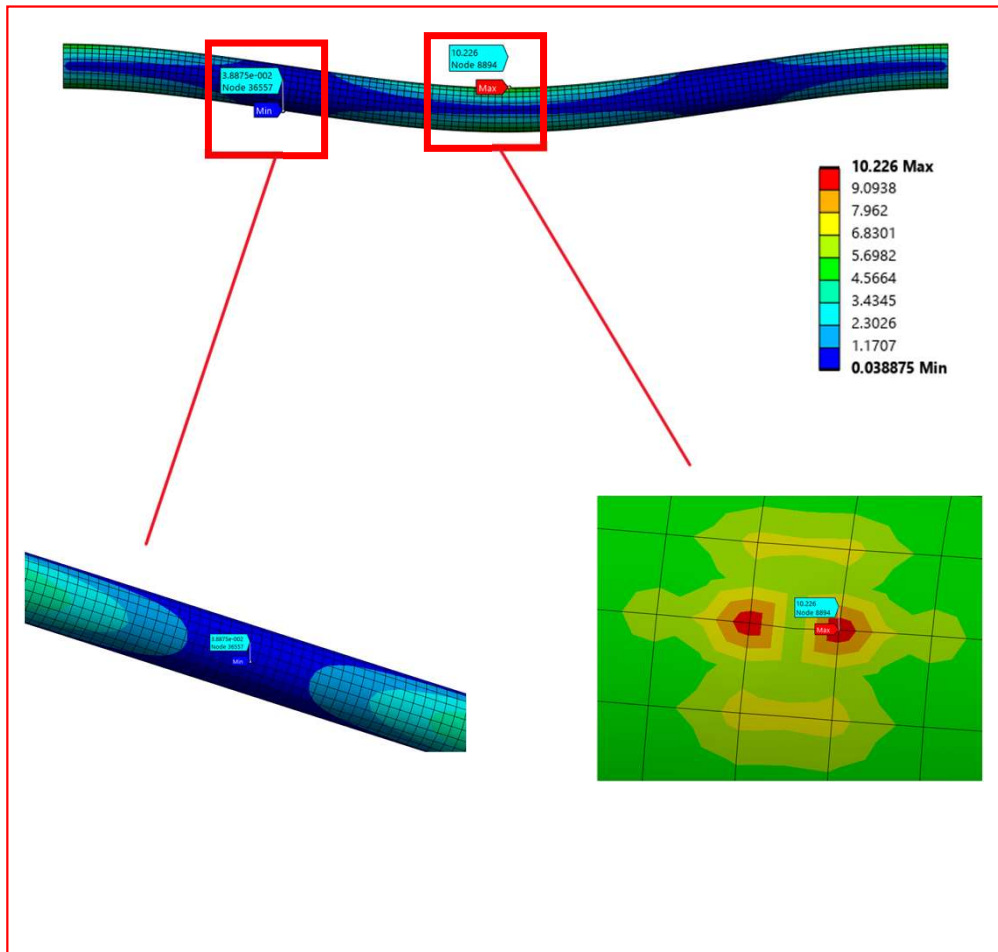 3.8875e-002
Node 36557
Min
10.226
Node 8894
Max
10.226 Max
9.0938
7.962
6.8301
5.6982
4.5664
3.4345
2.3026
1.1707
0.038875 Min
3.8875e-002
Node 36557
Min
10.226
Node 8894
Max